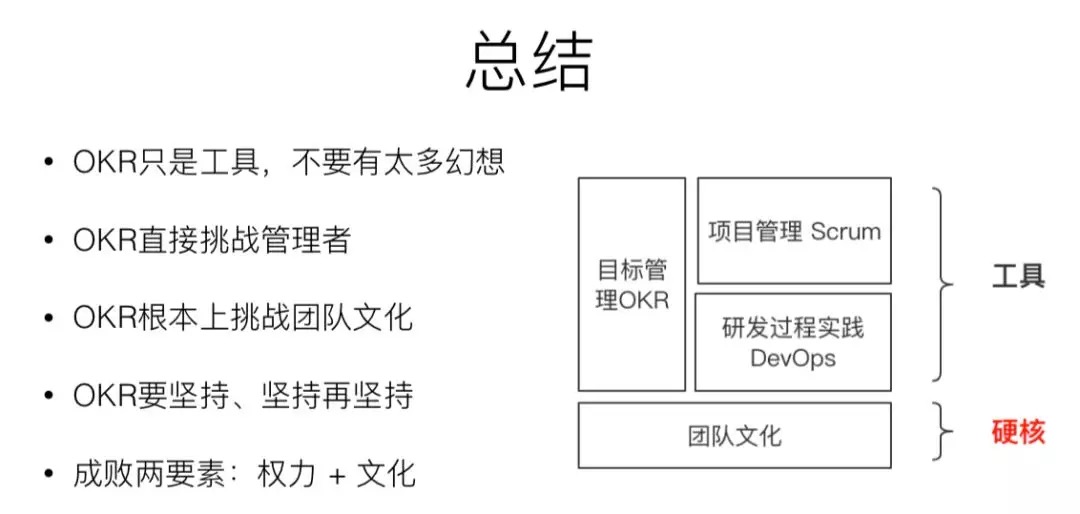 总结
• OKR只是工具，不要有太多幻想
• OKR直接挑战管理者
• OKR根本上挑战团队文化
• OKR要坚持、坚持再坚持
• 成败两要素：权力 + 文化
目标管
理OKR
项目管理 Scrum
研发过程实践
DevOps
团队文化
工具
硬核